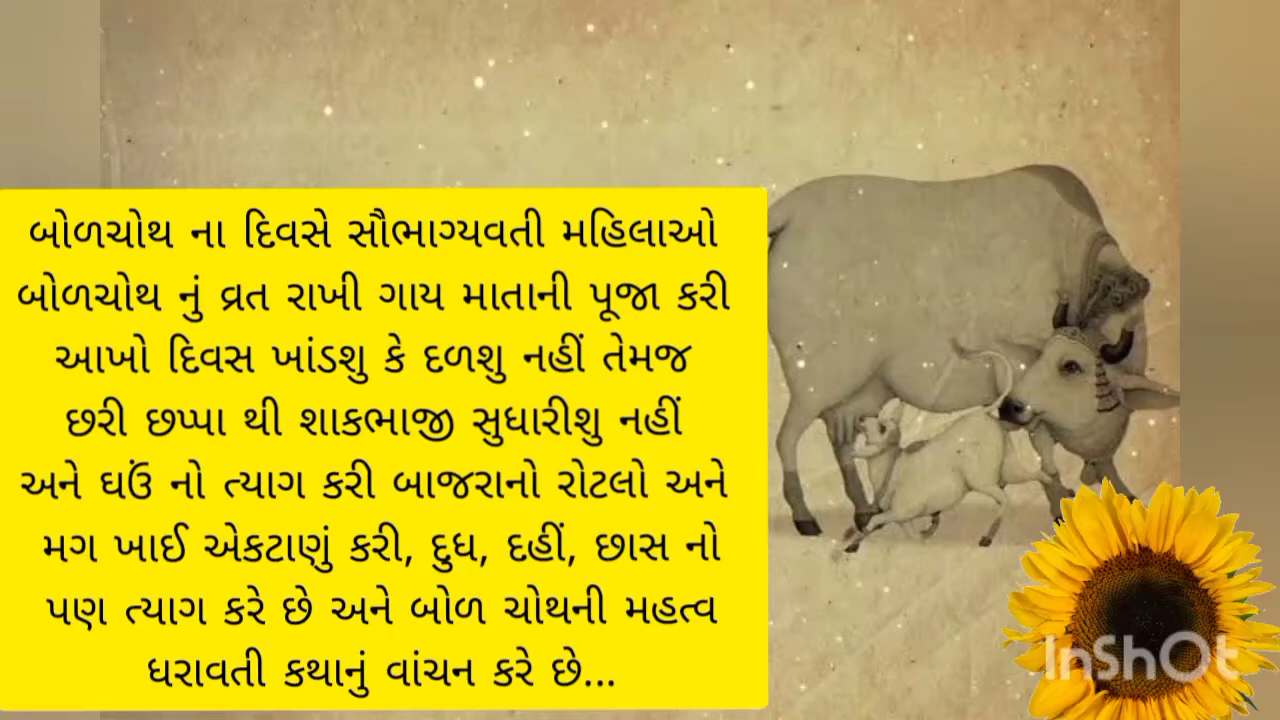 બોળચોથ ના દિવસે સૌભાગ્યવતી મહિલાઓ
બોળચોથ નું વ્રત રાખી ગાય માતાની પૂજા કરી
આખો દિવસ ખાંડશુ કે દળશુ નહીં તેમજ
છરી છપ્પા થી શાકભાજી સુધારીશુ નહીં
અને ઘઉં નો ત્યાગ કરી બાજરાનો રોટલો અને
મગ ખાઈ એકટાણું કરી, દુધ, દહીં, છાસ નો
પણ ત્યાગ કરે છે અને બોળ ચોથની મહત્વ
ધરાવતી કથાનું વાંચન કરે છે...
InShOt